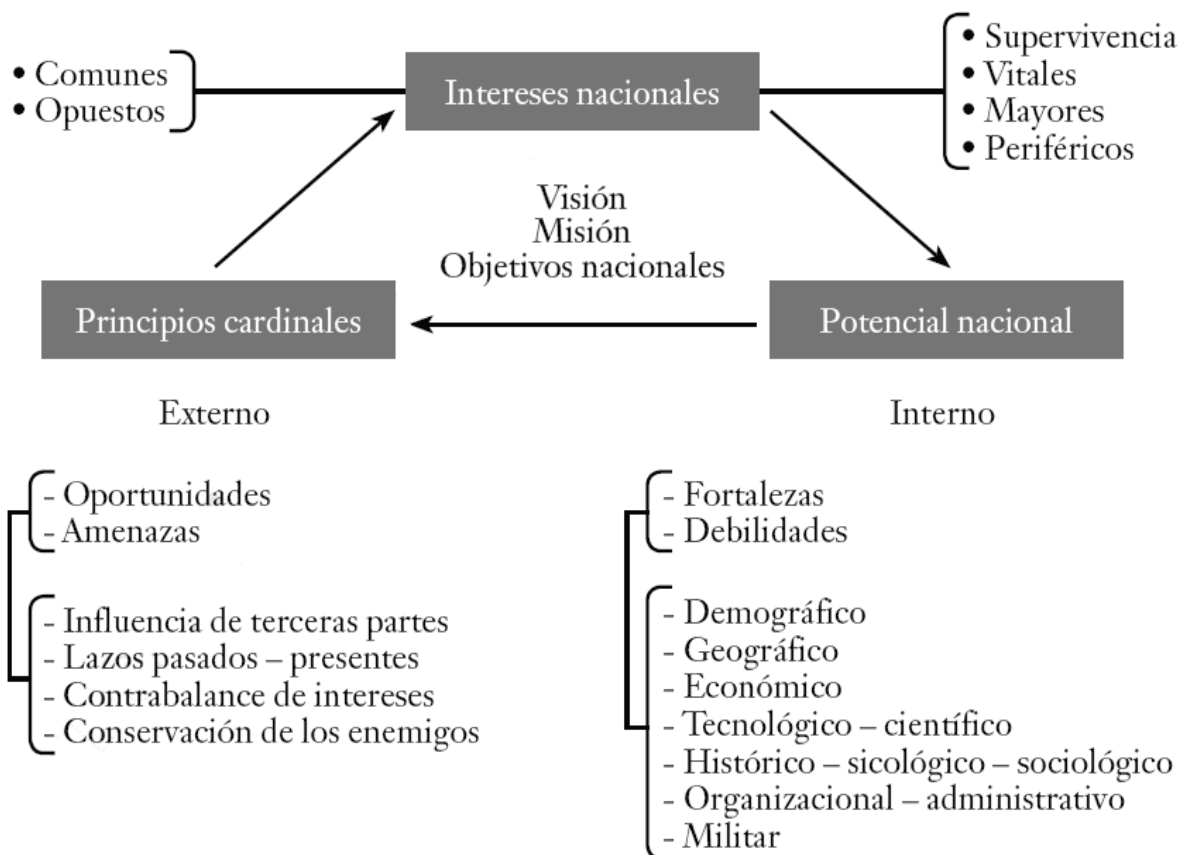 • Comunes
• Opuestos
Intereses nacionales
• Supervivencia
• Vitales
• Mayores
• Periféricos
Visión
Misión
Objetivos nacionales
Principios cardinales
Potencial nacional
Externo
Interno
- Oportunidades
- Amenazas
- Influencia de terceras partes
- Lazos pasados – presentes
- Contrabalance de intereses
- Conservación de los enemigos
- Fortalezas
- Debilidades
- Demográfico
- Geográfico
- Económico
- Tecnológico – científico
- Histórico – sicológico – sociológico
- Organizacional – administrativo
- Militar